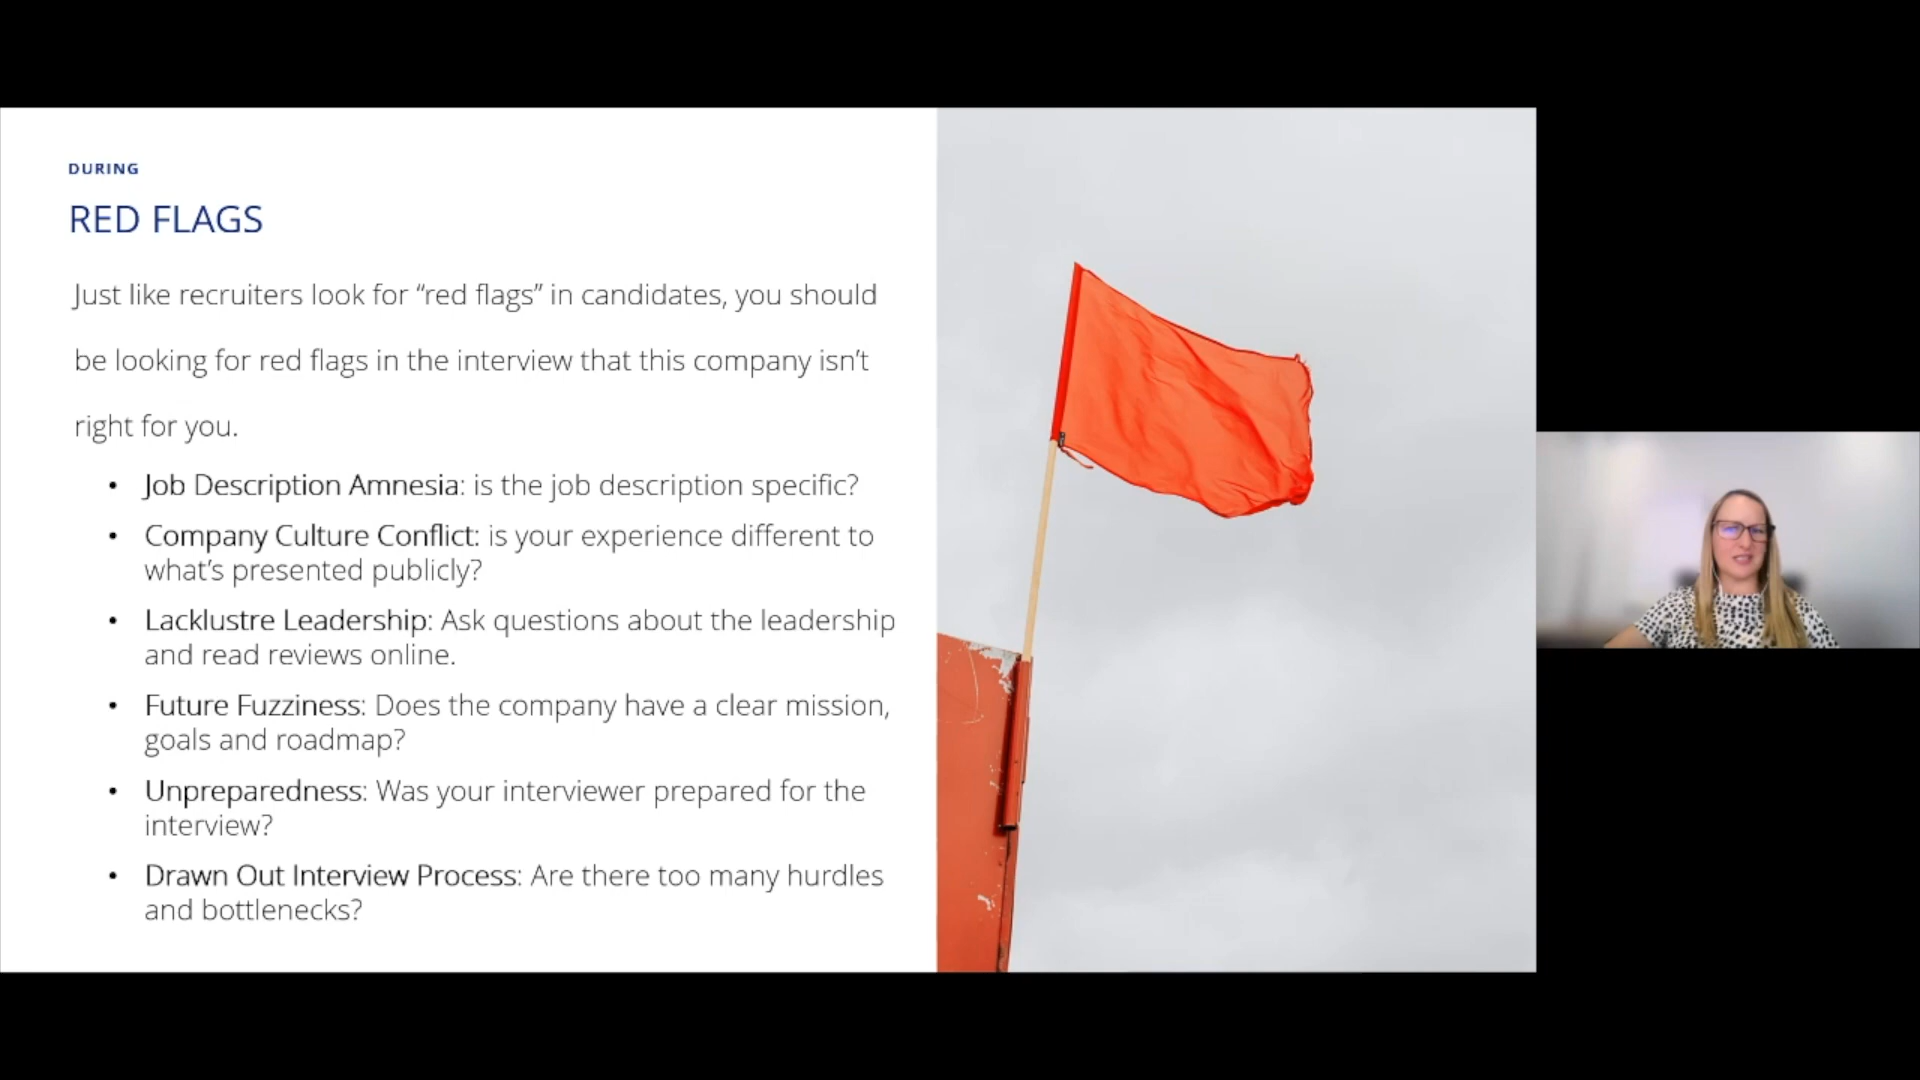 DURING
RED FLAGS
Just like recruiters look for “red flags” in candidates, you should
be looking for red flags in the interview that this company isn’t
right for you.
• Job Description Amnesia: is the job description specific?
• Company Culture Conflict: is your experience different to
what’s presented publicly?
• Lacklustre Leadership: Ask questions about the leadership
and read reviews online.
• Future Fuzziness: Does the company have a clear mission,
goals and roadmap?
• Unpreparedness: Was your interviewer prepared for the
interview?
• Drawn Out Interview Process: Are there too many hurdles
and bottlenecks?